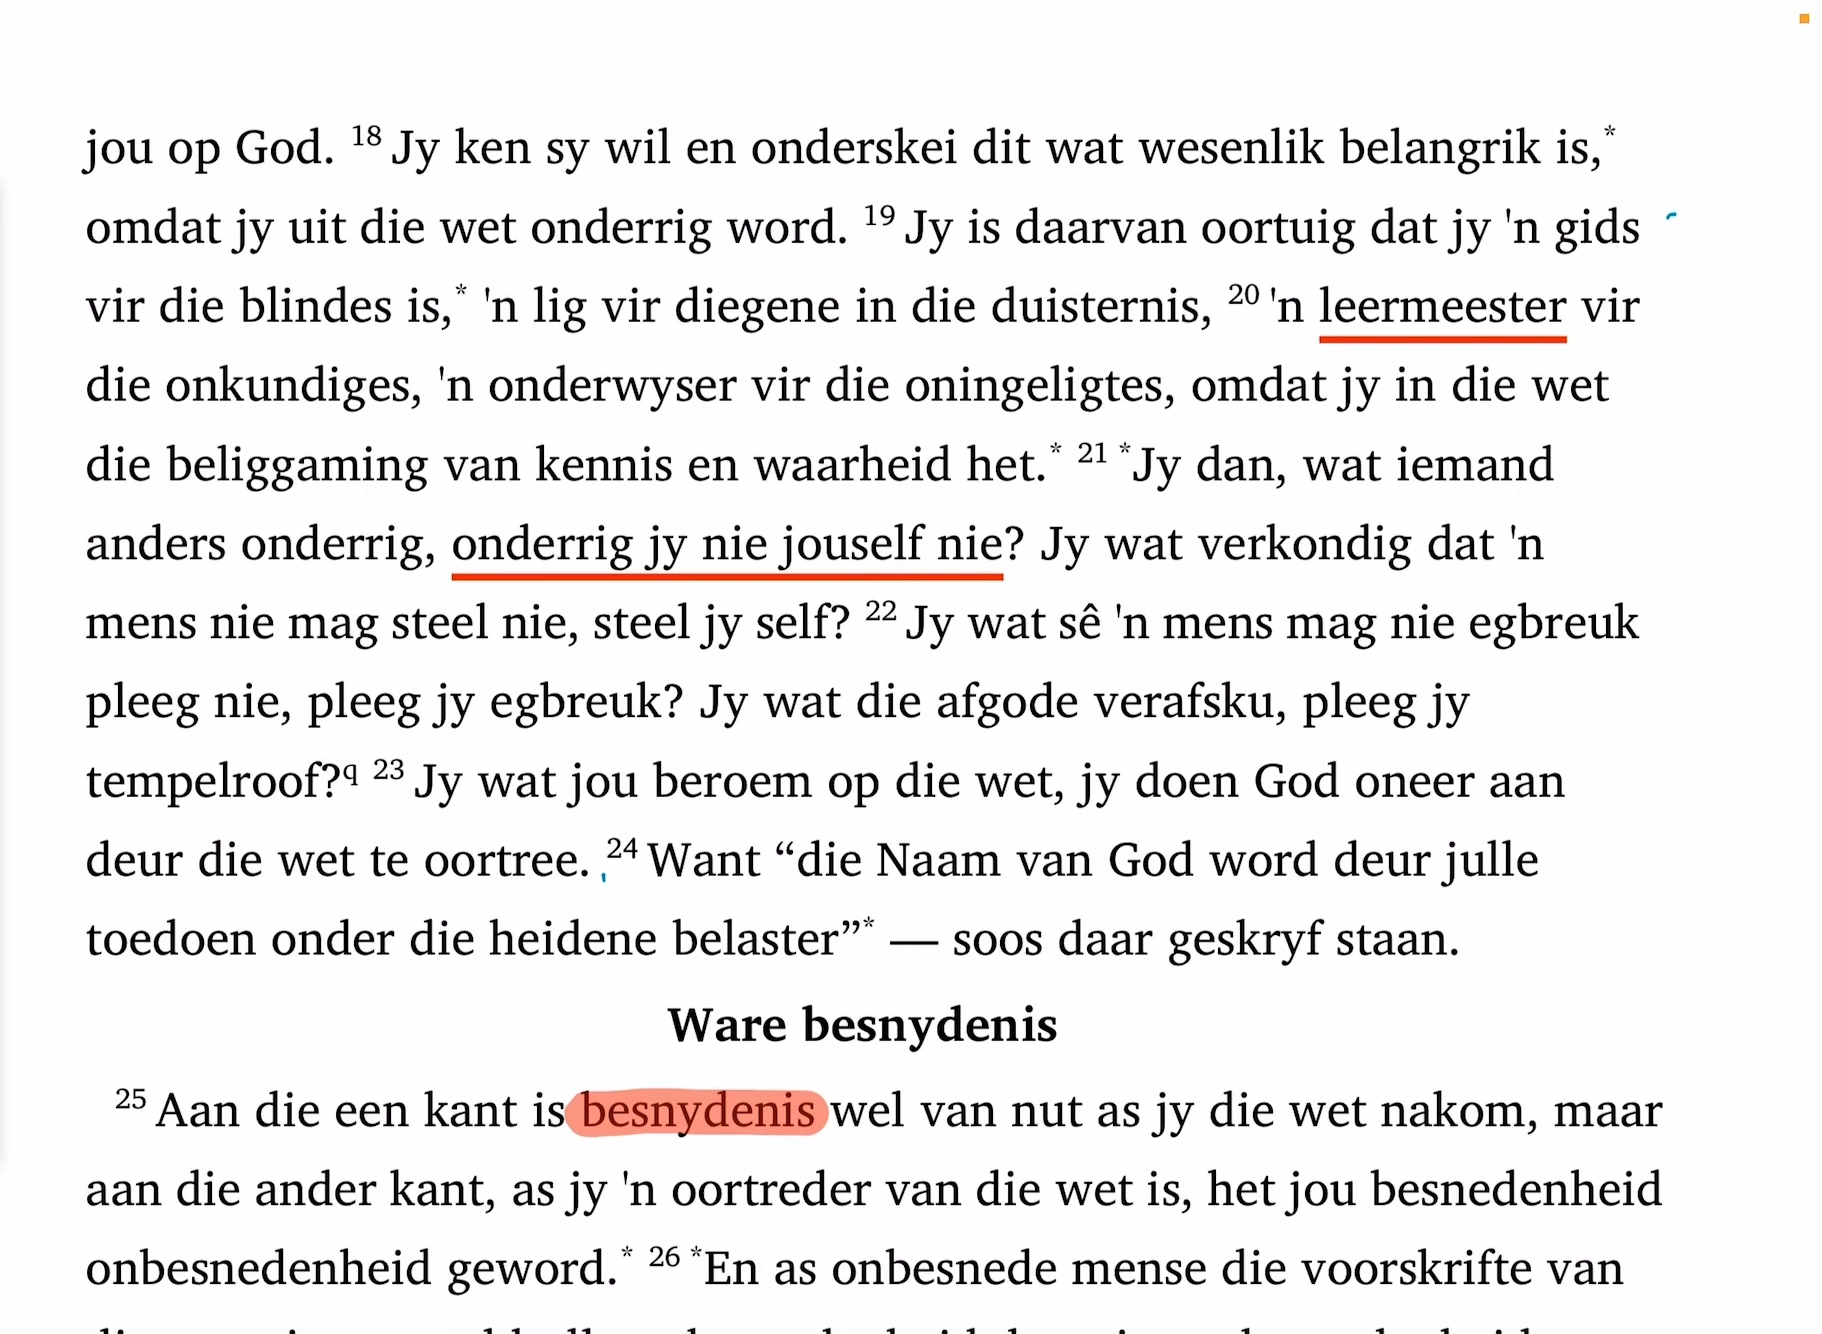 jou op God. 18 Jy ken sy wil en onderskei dit wat wesenlik belangrik is,*
omdat jy uit die wet onderrig word. 19 Jy is daarvan oortuig dat jy 'n gids
vir die blindes is,* 'n lig vir diegene in die duisternis, 20 'n leermeester vir
die onkundiges, 'n onderwyser vir die oningeligtes, omdat jy in die wet
die beliggaming van kennis en waarheid het.* 21 *Jy dan, wat iemand
anders onderrig, onderrig jy nie jouself nie? Jy wat verkondig dat 'n
mens nie mag steel nie, steel jy self? 22 Jy wat sê 'n mens mag nie egbreuk
pleeg nie, pleeg jy egbreuk? Jy wat die afgode verafsku, pleeg jy
tempelroof?q 23 Jy wat jou beroem op die wet, jy doen God oneer aan
deur die wet te oortree. 24 Want “die Naam van God word deur julle
toedoen onder die heidene belaster”* — soos daar geskryf staan.
Ware besnydenis
25 Aan die een kant is besnydenis wel van nut as jy die wet nakom, maar
aan die ander kant, as jy 'n oortreder van die wet is, het jou besnedenheid
onbesnedenheid geword.* 26 *En as onbesnede mense die voorskrifte van